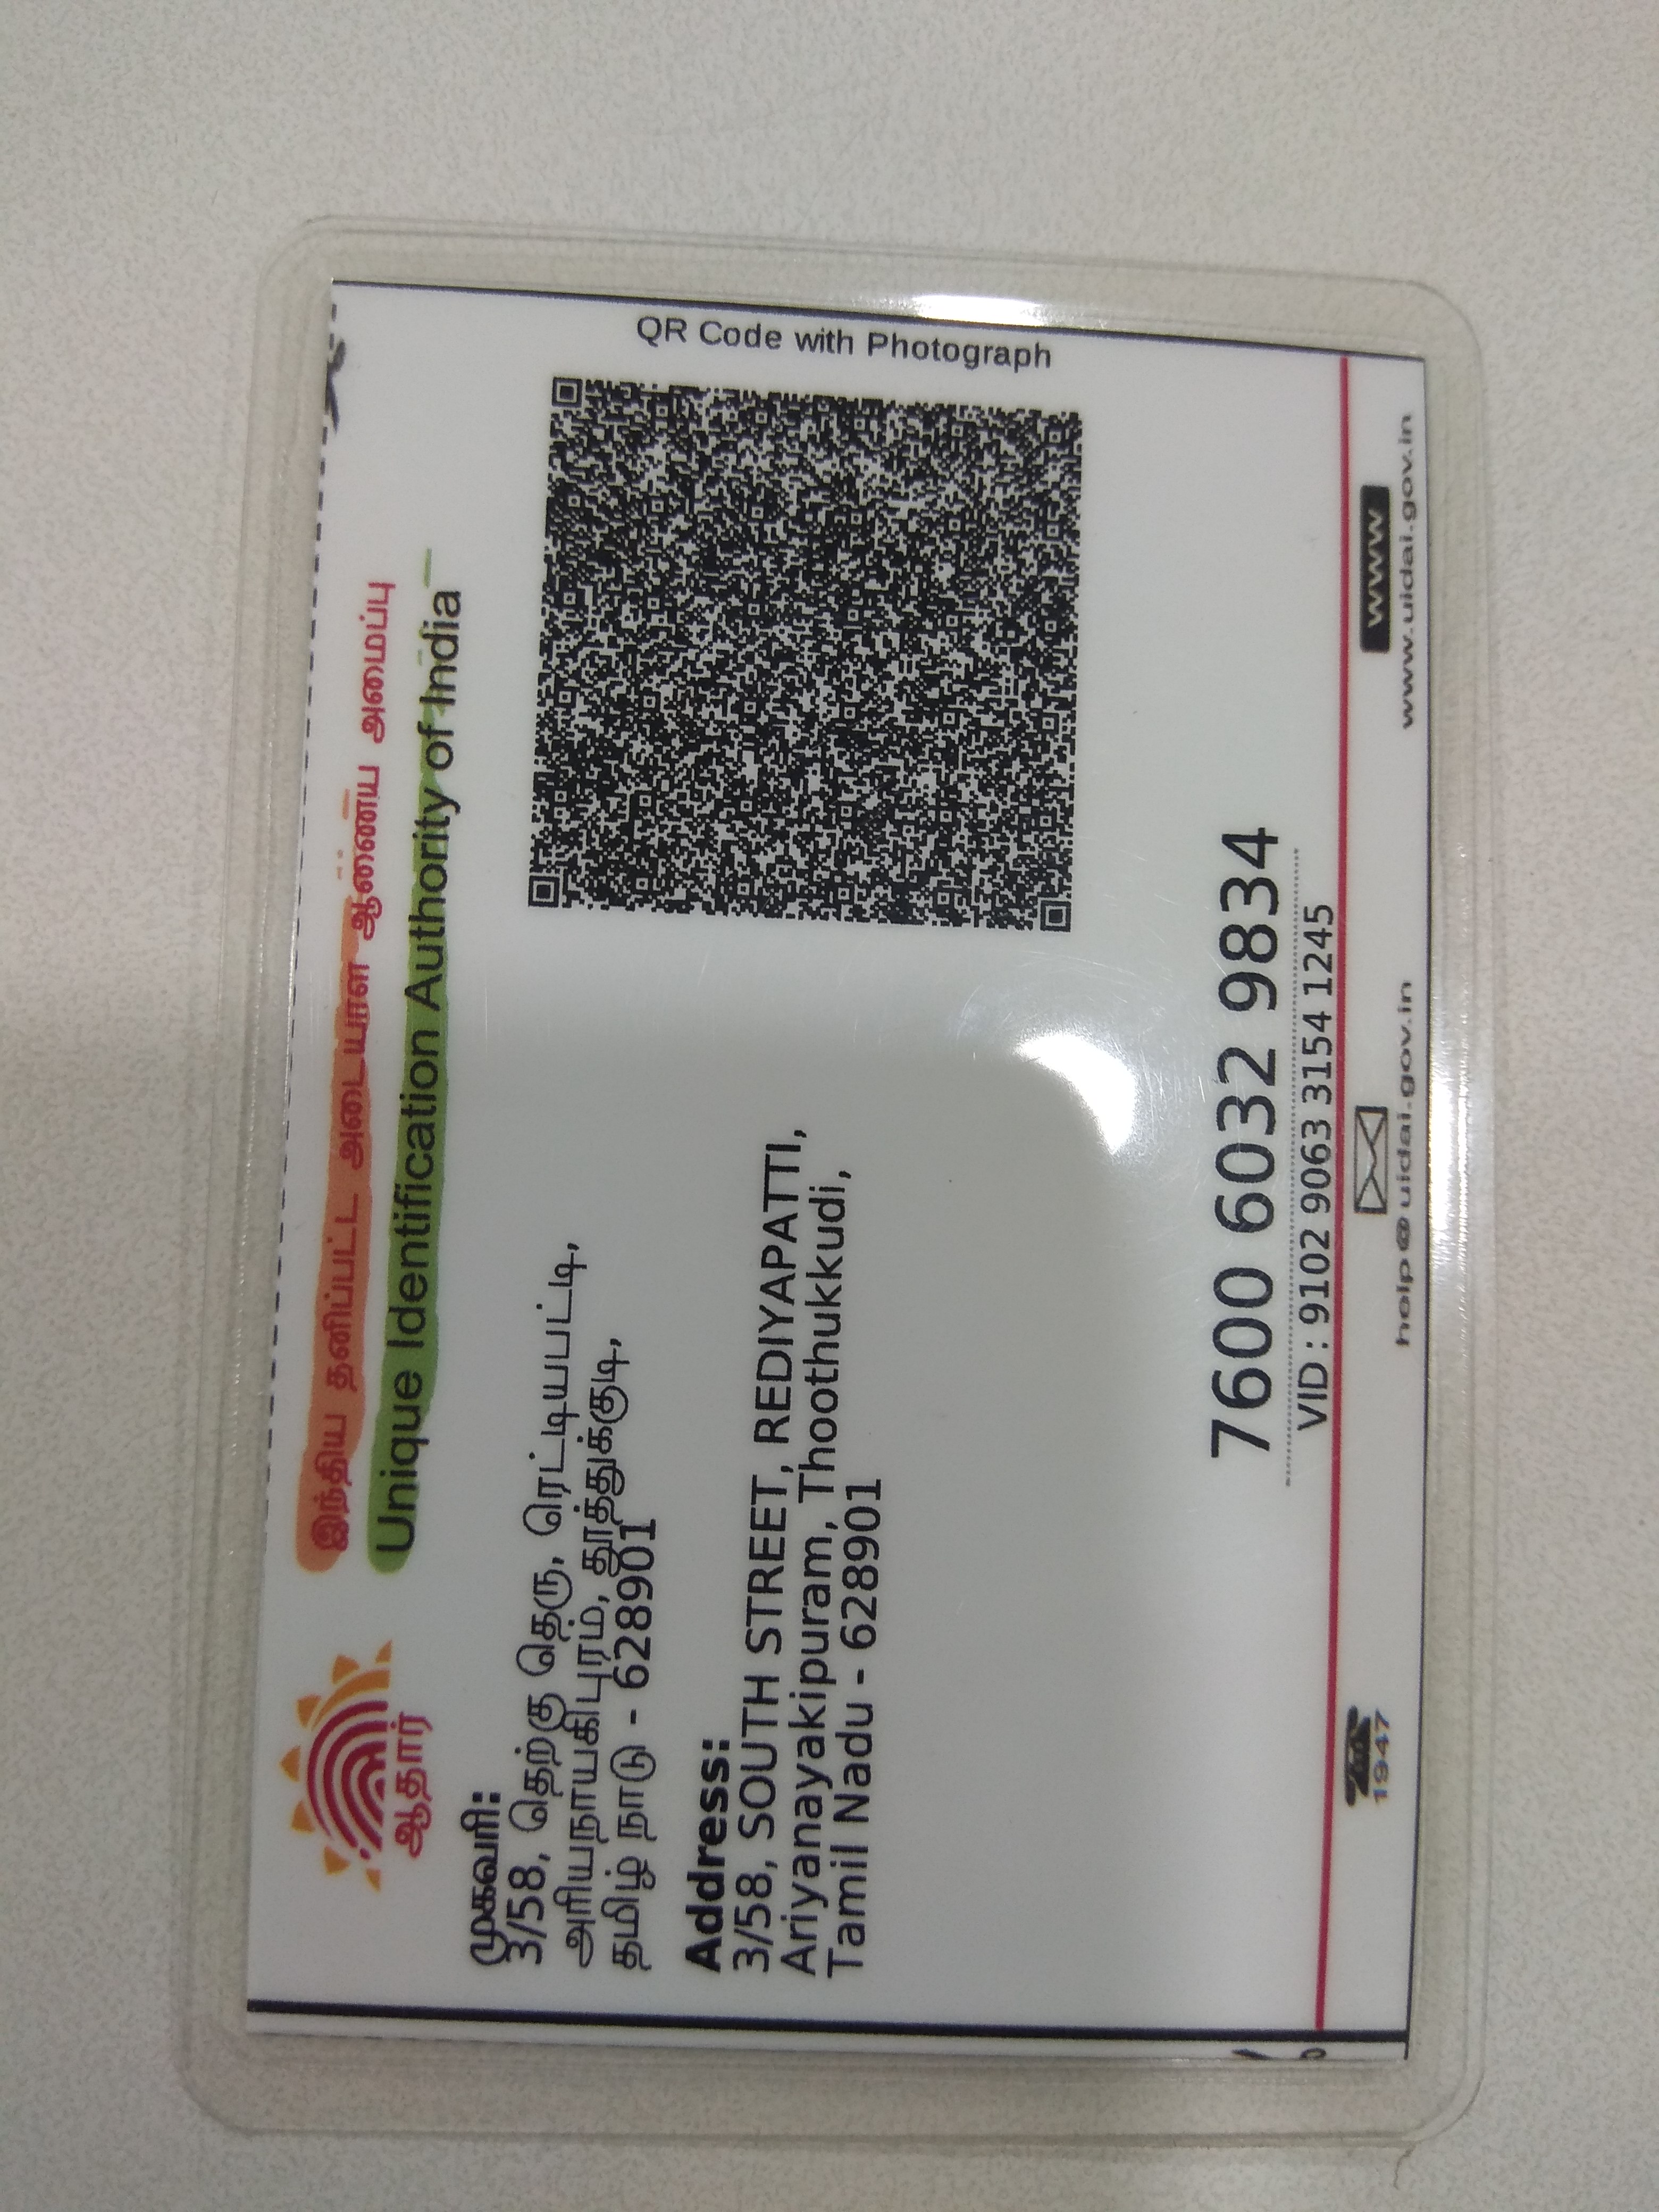 ஆதார்
இந்திய தனிப்பட்ட அடையாள ஆணைய அமைப்பு
Unique Identification Authority of India
முகவரி:
3/58, தெற்கு தெரு, ரெட்டியபட்டி,
அரியநாயகிபுரம், தூத்துக்குடி,
தமிழ் நாடு - 628901
Address:
3/58, SOUTH STREET, REDIYAPATTI,
Ariyanayakipuram, Thoothukkudi,
Tamil Nadu - 628901
QR Code with Photograph
7600 6032 9834
VID : 9102 9063 3154 1245
1947
help@uidai.gov.in
www
www.uidai.gov.in